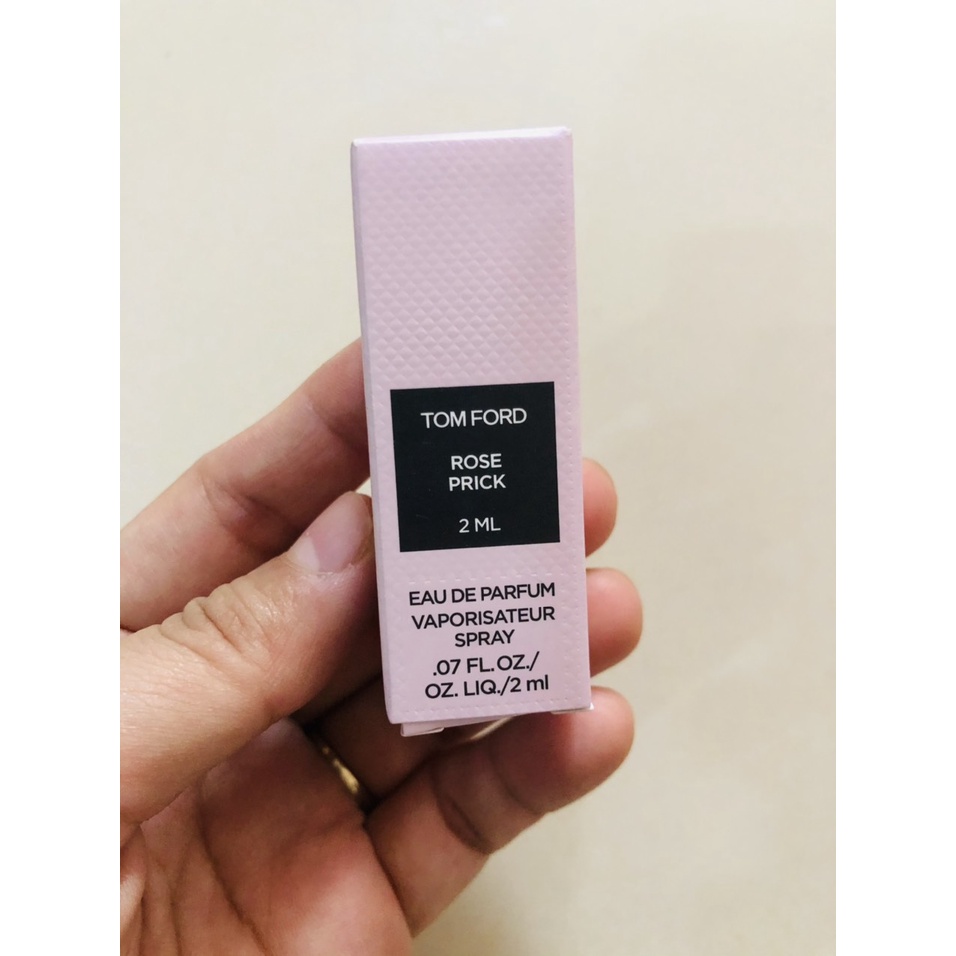 TOM FORD
ROSE
PRICK
2 ML
EAU DE PARFUM
VAPORISATEUR
SPRAY
.07 FL. OZ./
OZ. LIQ./2 ml